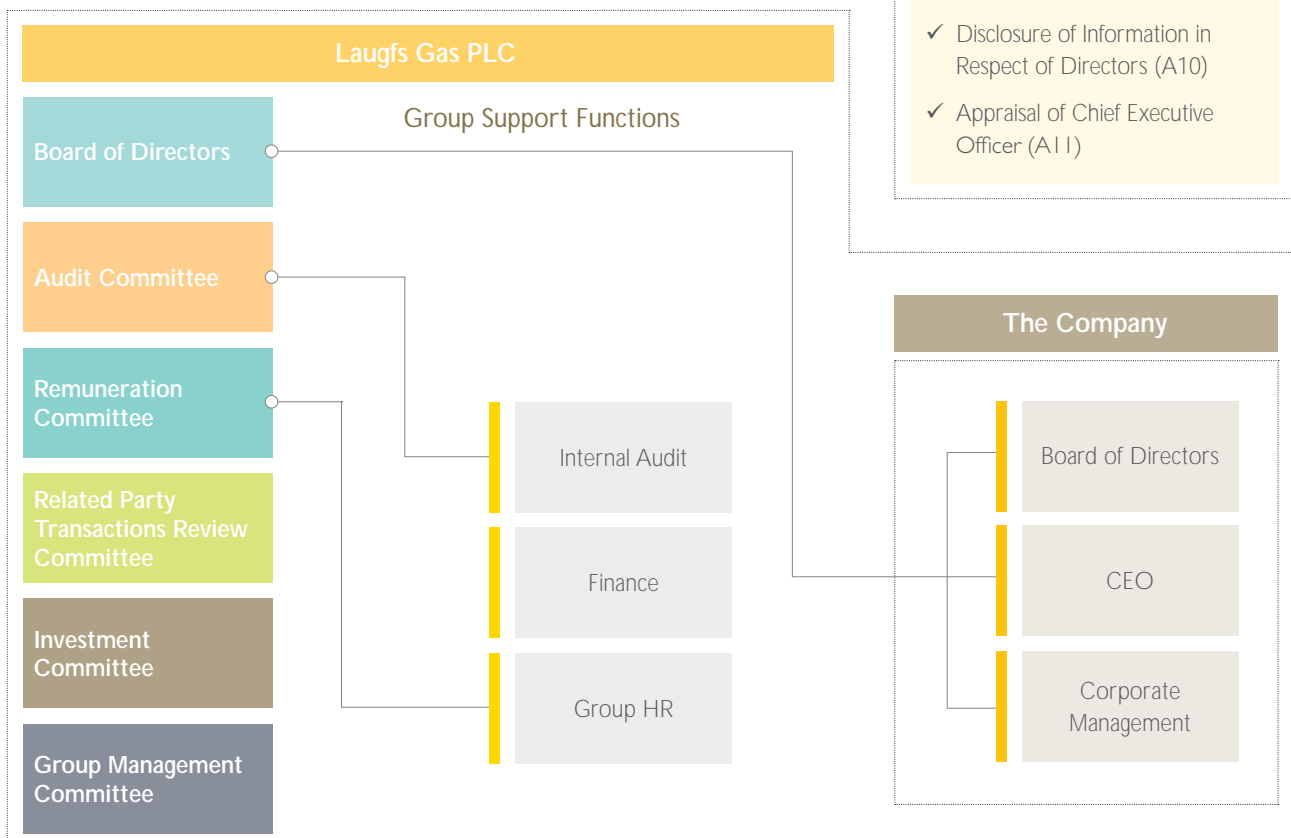 Laugfs Gas PLC
Group Support Functions
Board of Directors
Audit Committee
Remuneration
Committee
Related Party
Transactions Review
Committee
Investment
Committee
Group Management
Committee
Internal Audit
Finance
Group HR
✓ Disclosure of Information in
Respect of Directors (A10)
✓ Appraisal of Chief Executive
Officer (A11)
The Company
Board of Directors
CEO
Corporate
Management